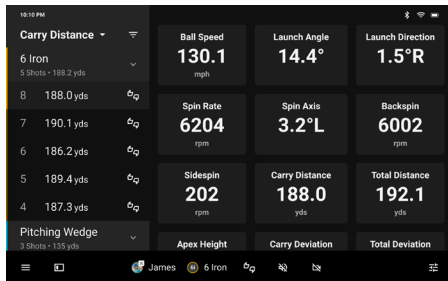 10:10 PM
Carry Distance
6 Iron
5 Shots • 188.2 yds
8 188.0 yds
7 190.1 yds
6 186.2 yds
5 189.4 yds
4 187.3 yds
Pitching Wedge
3 Shots • 135 yds
Ball Speed
130.1
mph
Launch Angle
14.4°
Launch Direction
1.5°R
Spin Rate
6204
rpm
Spin Axis
3.2°L
Backspin
6002
rpm
Sidespin
202
rpm
Carry Distance
188.0
yds
Total Distance
192.1
yds
Apex Height
Carry Deviation
Total Deviation
James
6i
6 Iron